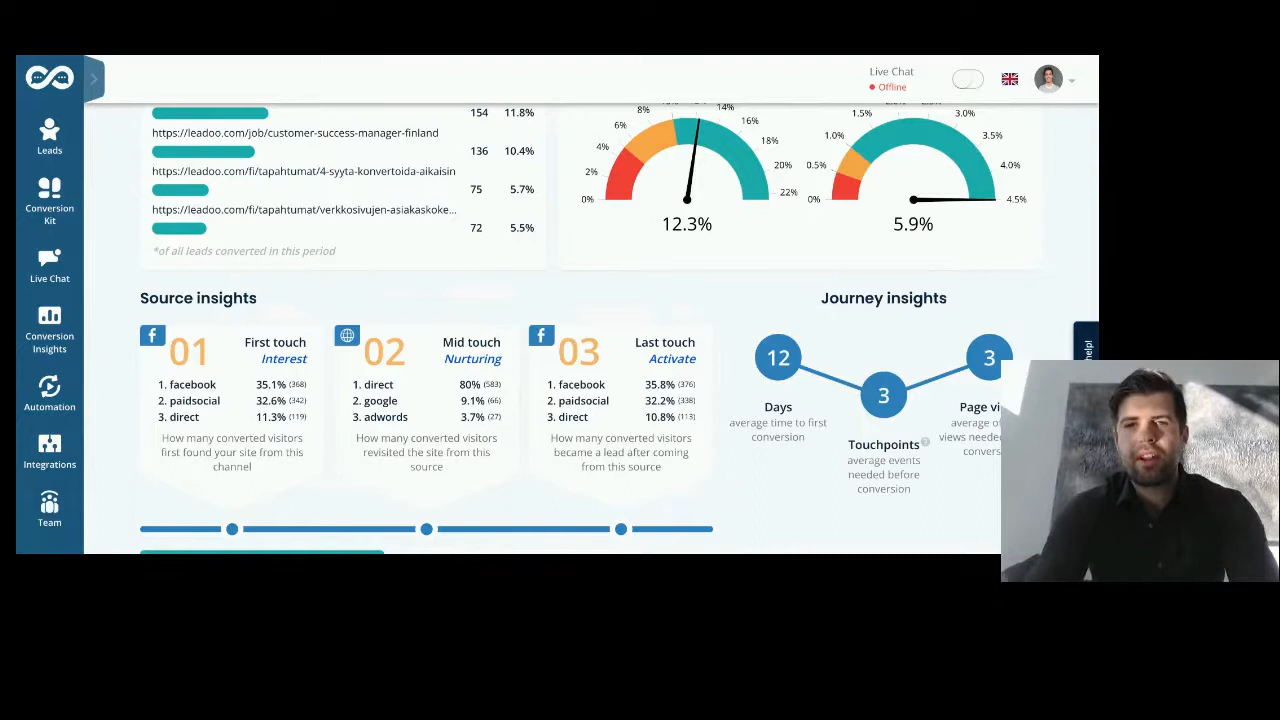 Live Chat
Offline
Leads
Conversion
Kit
Live Chat
Conversion
Insights
Automation
Integrations
Team
154 11.8%
https://leadoo.com/job/customer-success-manager-finland
136 10.4%
https://leadoo.com/fi/tapahtumat/4-syyta-konvertoida-aikaisin
75 5.7%
https://leadoo.com/fi/tapahtumat/verkkosivujen-asiakaskoke...
72 5.5%
*of all leads converted in this period
0% 2% 4% 6% 8% 14% 16% 18% 20% 22%
12.3%
0% 0.5% 1.0% 1.5% 3.0% 3.5% 4.0% 4.5%
5.9%
Source insights
01
First touch
Interest
1. facebook 35.1% (368)
2. paidsocial 32.6% (342)
3. direct 11.3% (119)
How many converted visitors
first found your site from this
channel
02
Mid touch
Nurturing
1. direct 80% (583)
2. google 9.1% (66)
3. adwords 3.7% (27)
How many converted visitors
revisited the site from this
source
03
Last touch
Activate
1. facebook 35.8% (376)
2. paidsocial 32.2% (338)
3. direct 10.8% (113)
How many converted visitors
became a lead after coming
from this source
Journey insights
12
Days
average time to first
conversion
3
Touchpoints
average events
needed before
conversion
3
Page vi
average of
views needed
convers
help!